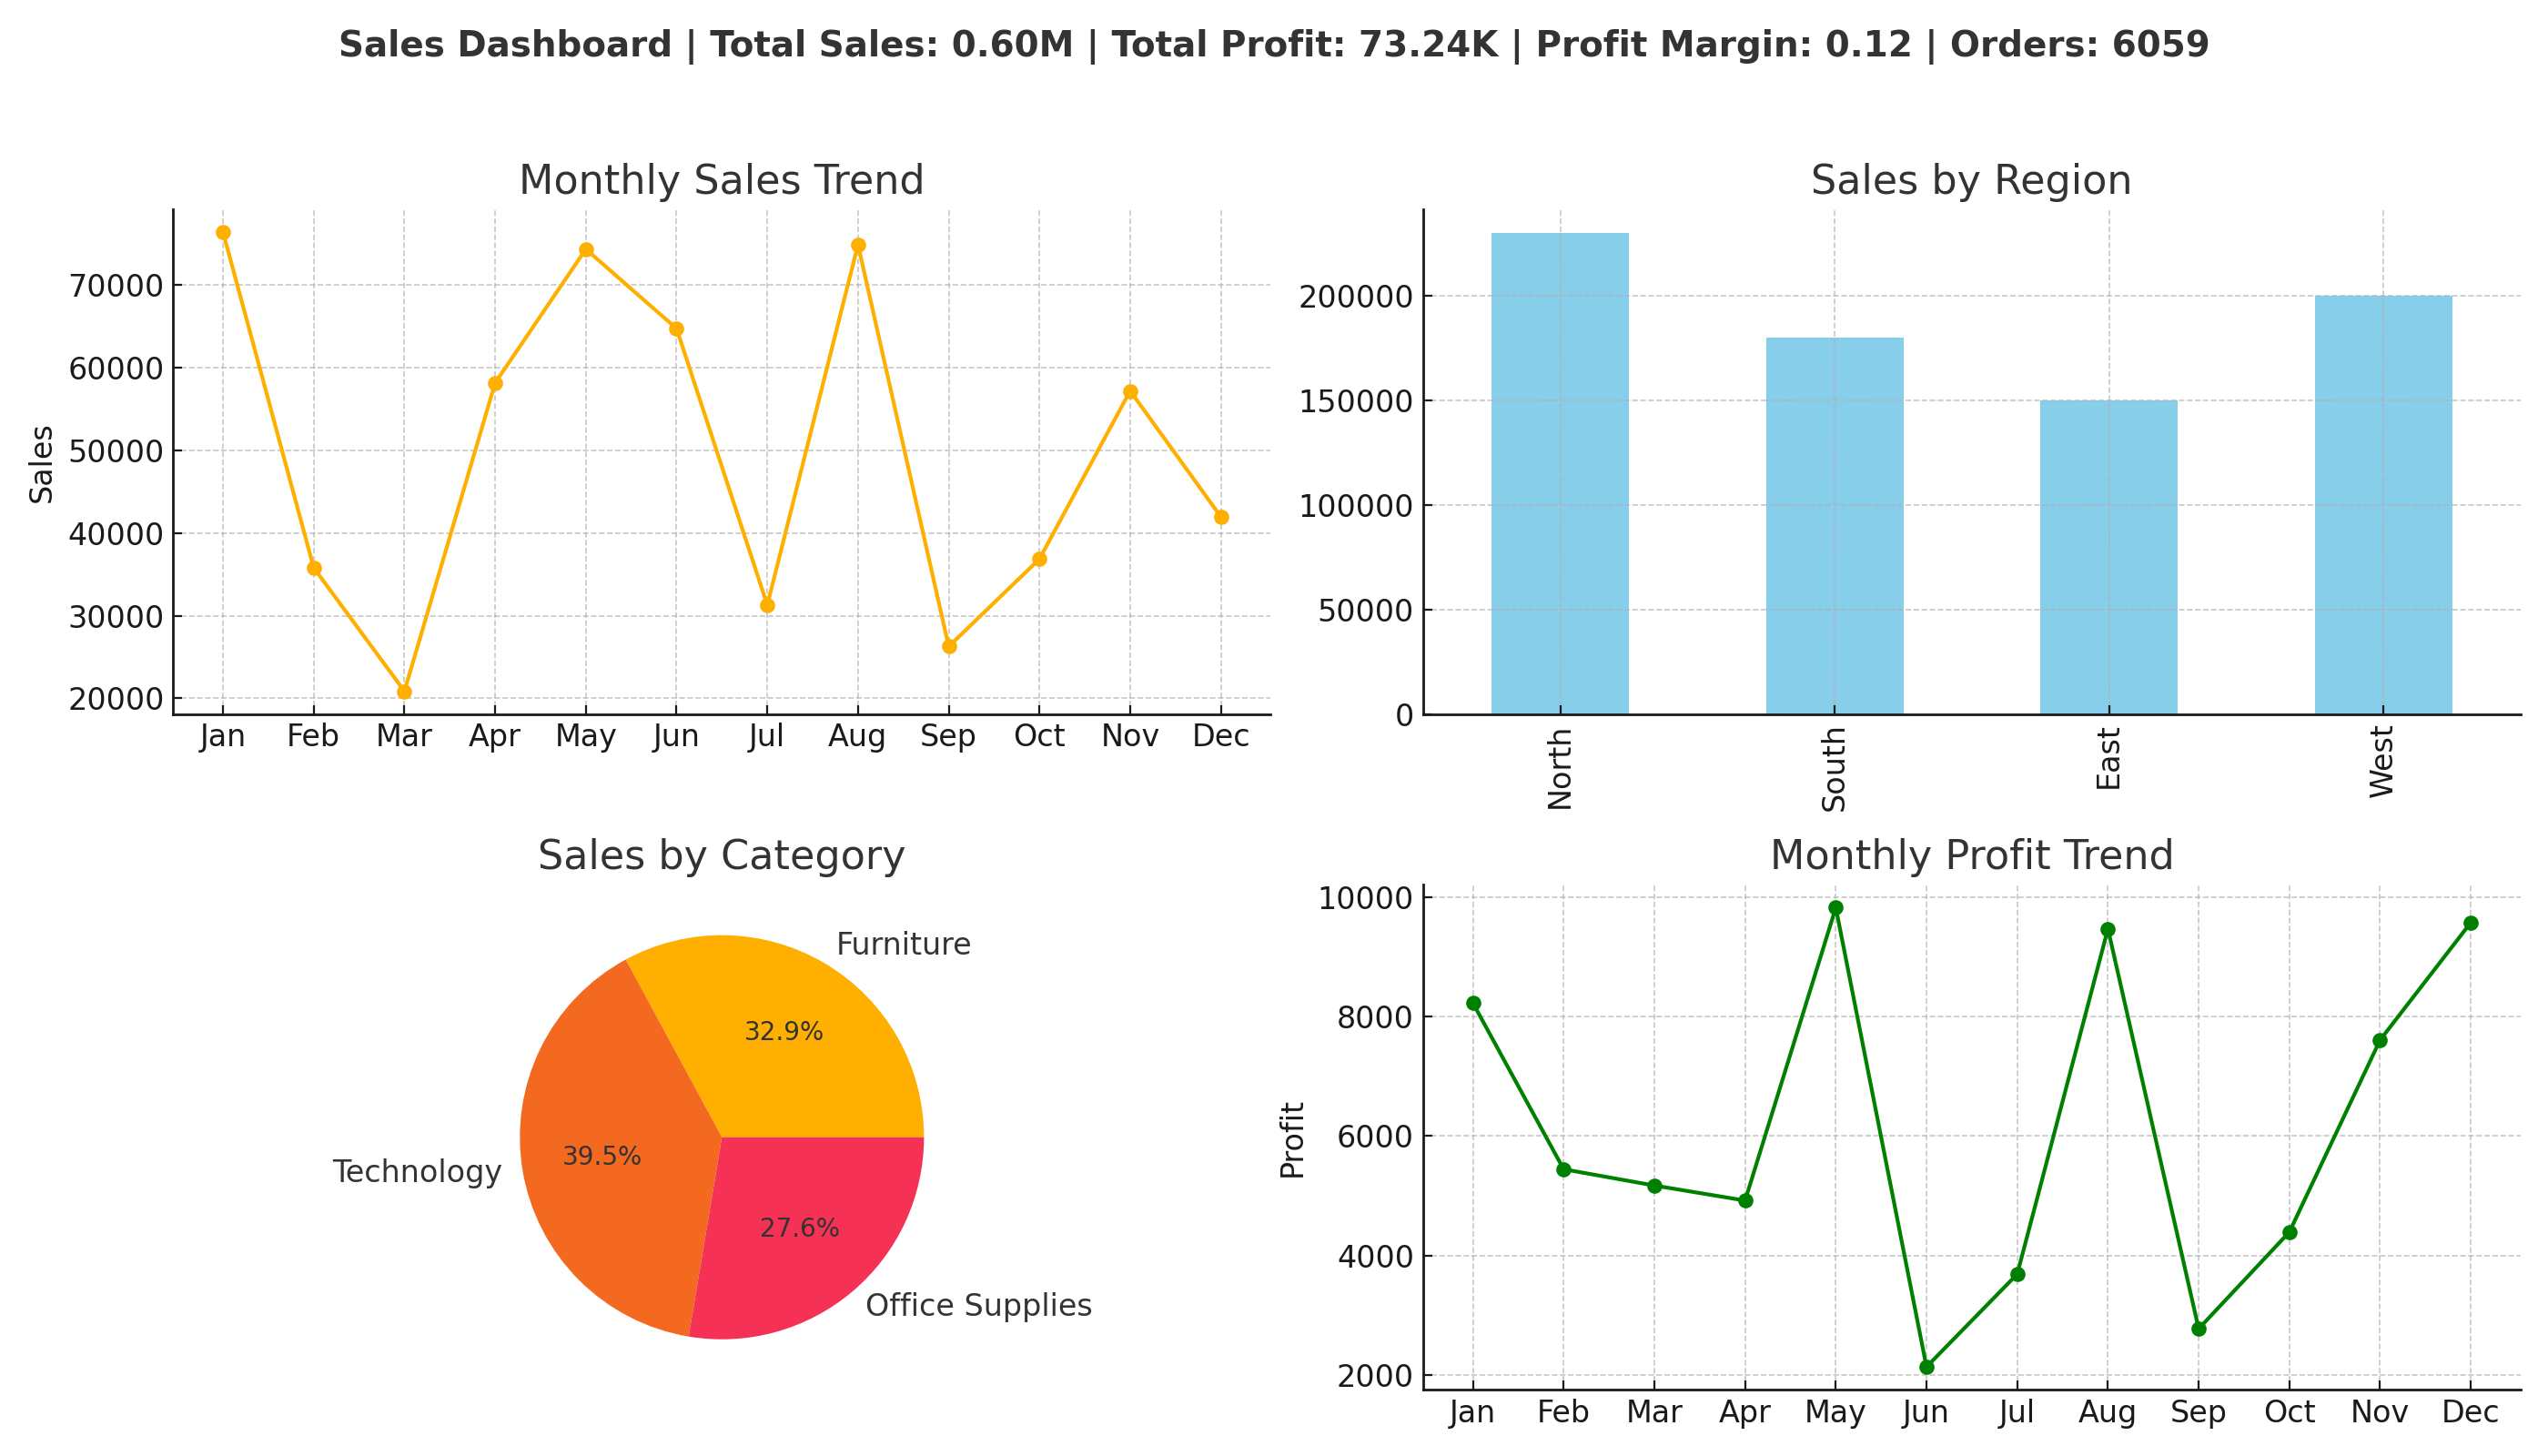 Sales Dashboard | Total Sales: 0.60M | Total Profit: 73.24K | Profit Margin: 0.12 | Orders: 6059
Monthly Sales Trend
Sales
70000
60000
50000
40000
30000
20000
Jan Feb Mar Apr May Jun Jul Aug Sep Oct Nov Dec
Sales by Region
200000
150000
100000
50000
0
North South East West
Sales by Category
Furniture
32.9%
Technology
39.5%
27.6%
Office Supplies
Monthly Profit Trend
Profit
10000
8000
6000
4000
2000
Jan Feb Mar Apr May Jun Jul Aug Sep Oct Nov Dec